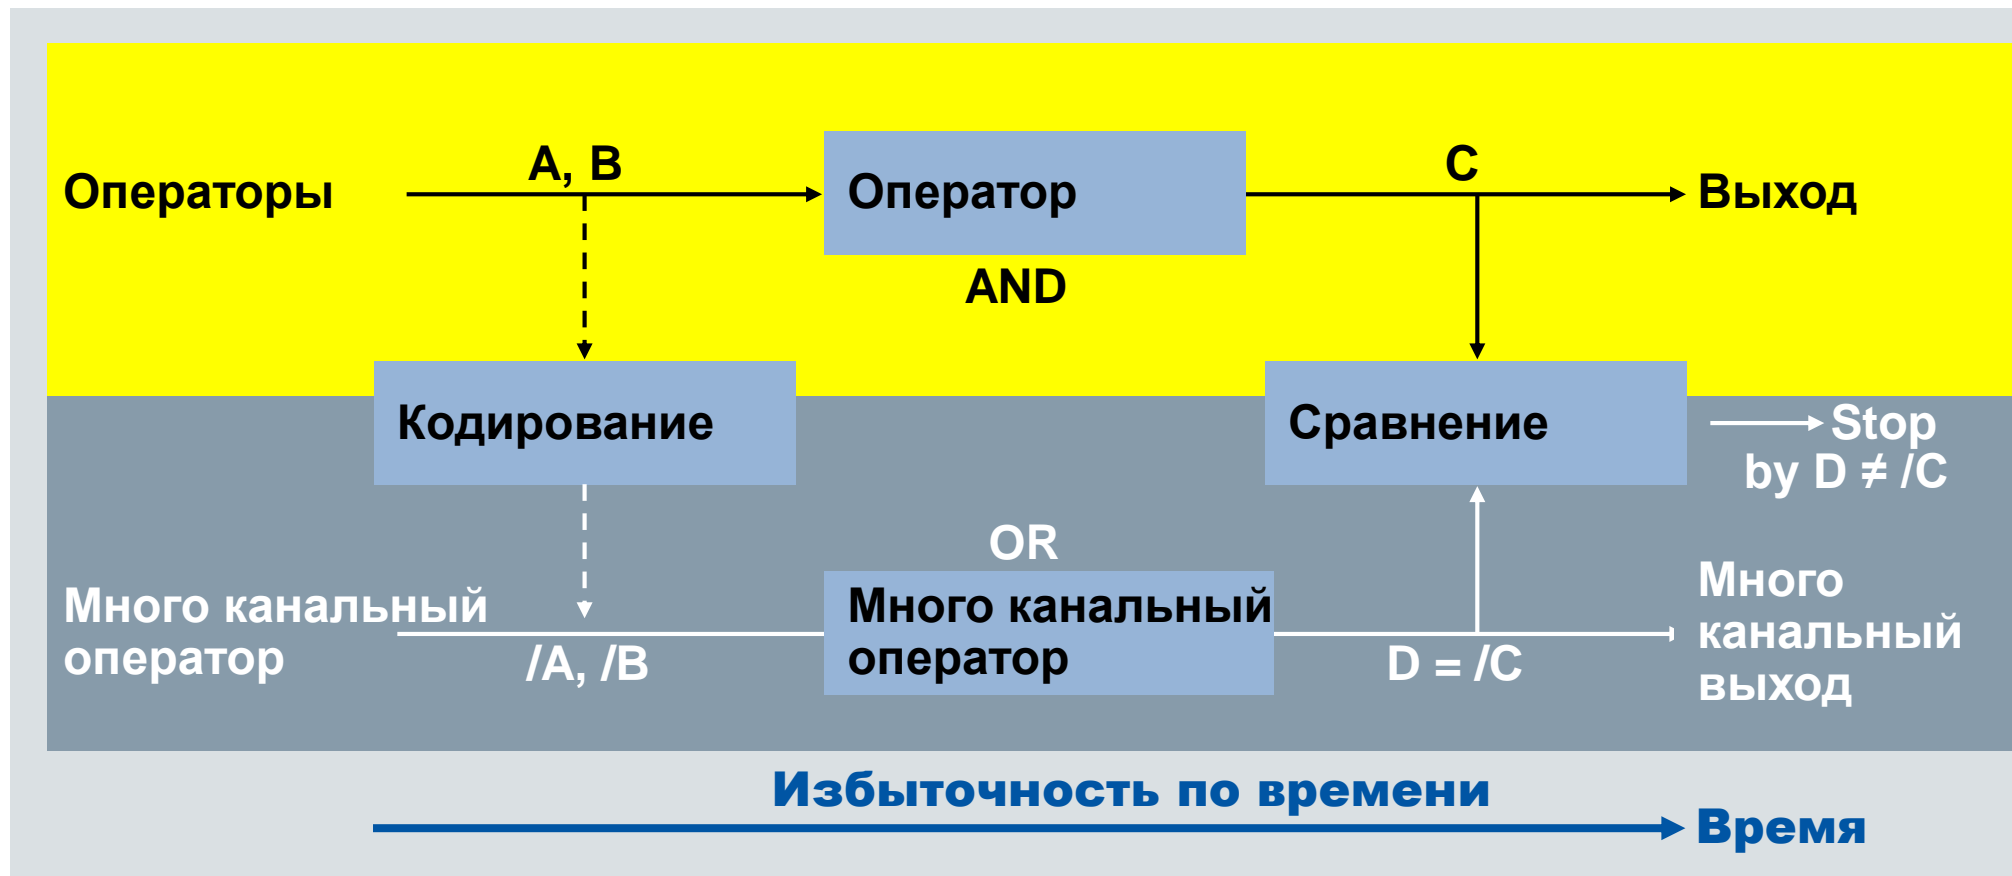 Операторы
A, B
Оператор
C
Выход
AND
Кодирование
Сравнение
Stop
by D ≠ /C
OR
Много канальный
оператор
/A, /B
Много канальный
оператор
D = /C
Много
канальный
выход
Избыточность по времени
Время